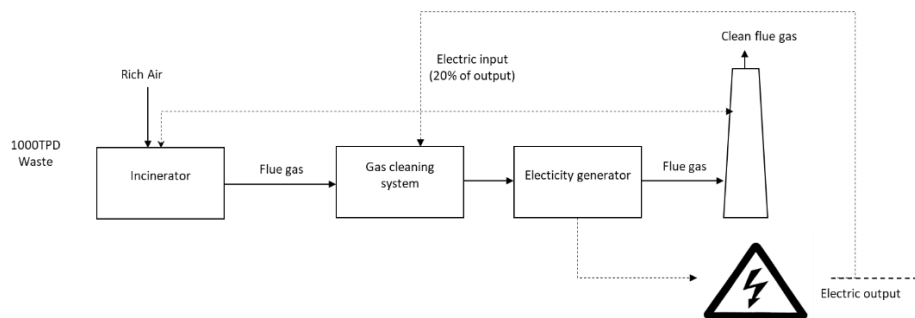 Clean flue gas
Electric input
(20% of output)
Rich Air
1000TPD
Waste
Incinerator
Flue gas
Gas cleaning
system
Electicity generator
Flue gas
Electric output